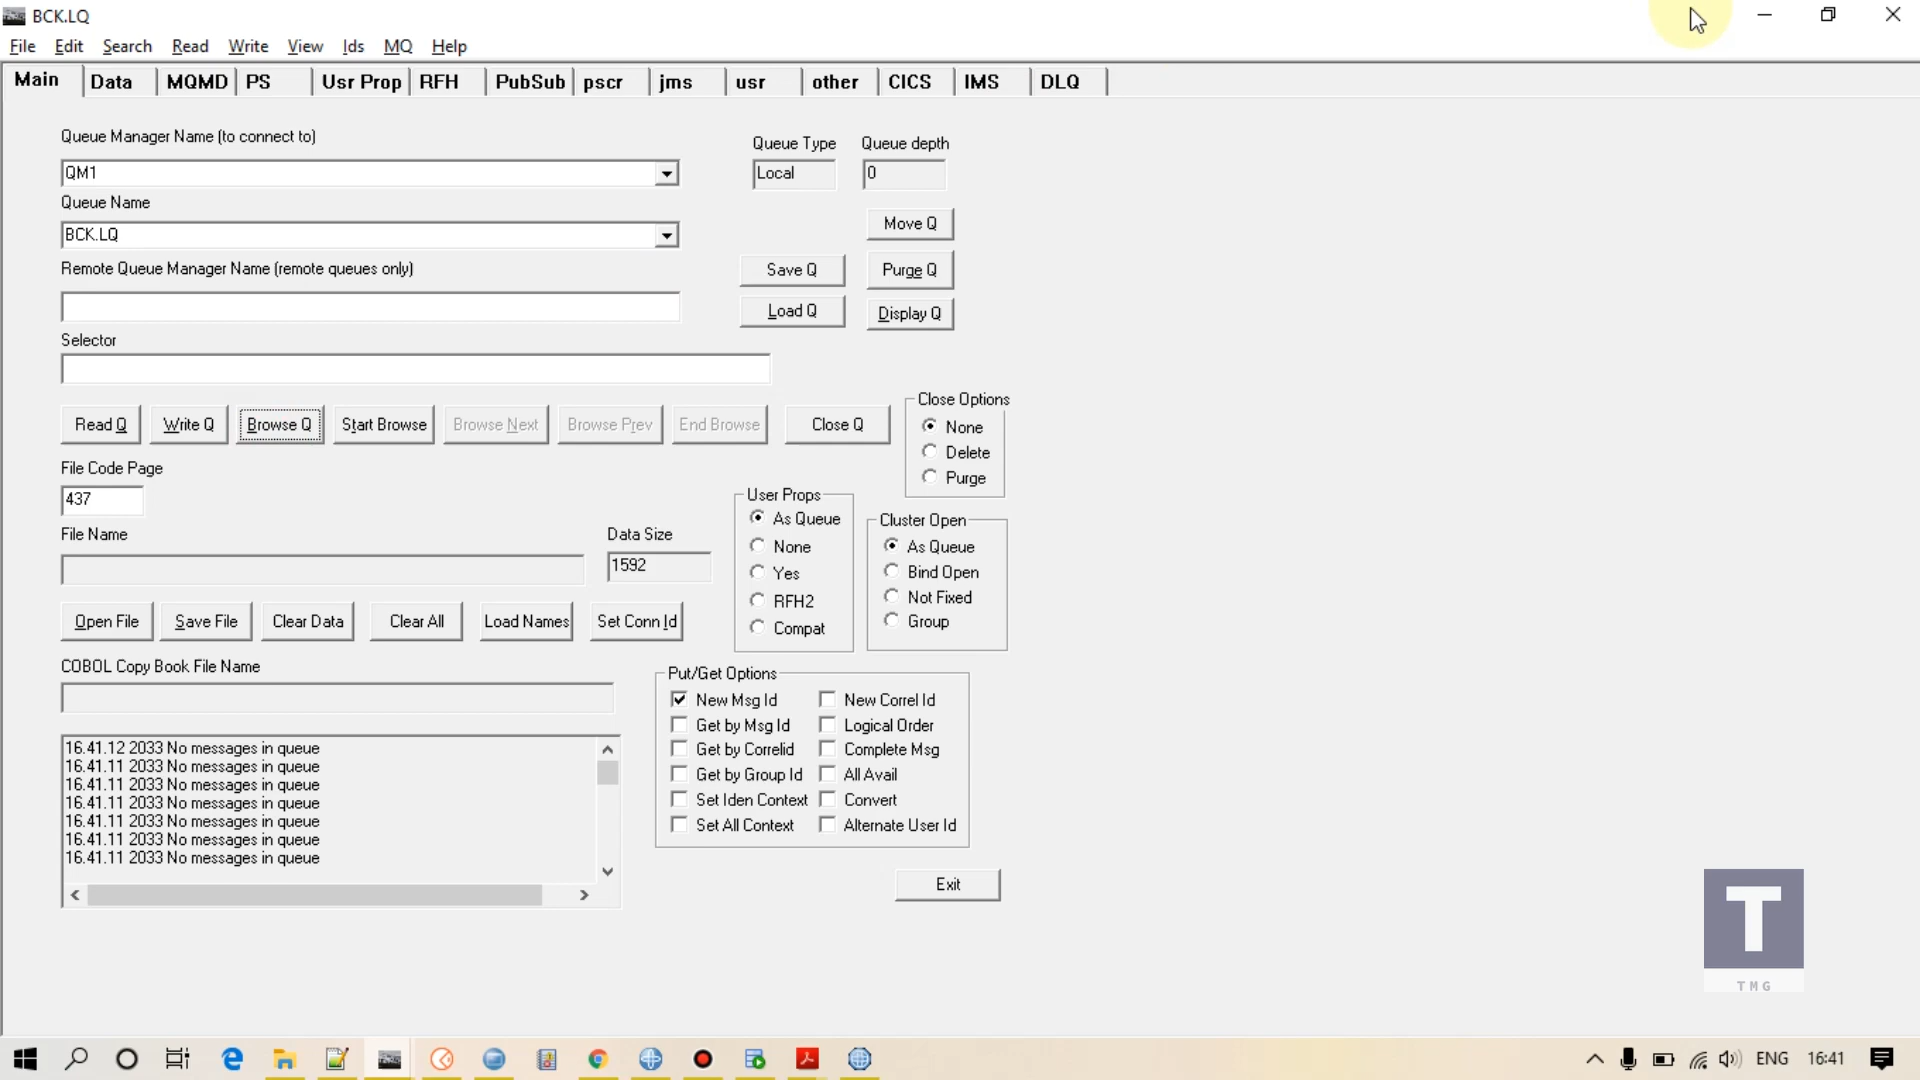 BCK.LQ
File Edit Search Read Write View Ids MQ Help
Main Data MQMD PS Usr Prop RFH PubSub pscr jms usr other CICS IMS DLQ
Queue Manager Name (to connect to)
Queue Type Queue depth
QM1
Local 0
Queue Name
Move Q
BCK.LQ
Remote Queue Manager Name (remote queues only)
Save Q Purge Q
Load Q Display Q
Selector
Close Options
None
Delete
Purge
Read Q Write Q Browse Q Start Browse Browse Next Browse Prev End Browse Close Q
File Code Page
437
User Props
As Queue
None
Yes
RFH2
Compat
Cluster Open
As Queue
Bind Open
Not Fixed
Group
File Name
Data Size
1592
Open File Save File Clear Data Clear All Load Names Set Conn Id
COBOL Copy Book File Name
Put/Get Options
New Msg Id New Correl Id
Get by Msg Id Logical Order
Get by Correlid Complete Msg
Get by Group Id All Avail
Set Iden Context Convert
Set All Context Alternate User Id
16.41.12 2033 No messages in queue
16.41.11 2033 No messages in queue
16.41.11 2033 No messages in queue
16.41.11 2033 No messages in queue
16.41.11 2033 No messages in queue
16.41.11 2033 No messages in queue
16.41.11 2033 No messages in queue
Exit
T
TMG
ENG 16:41